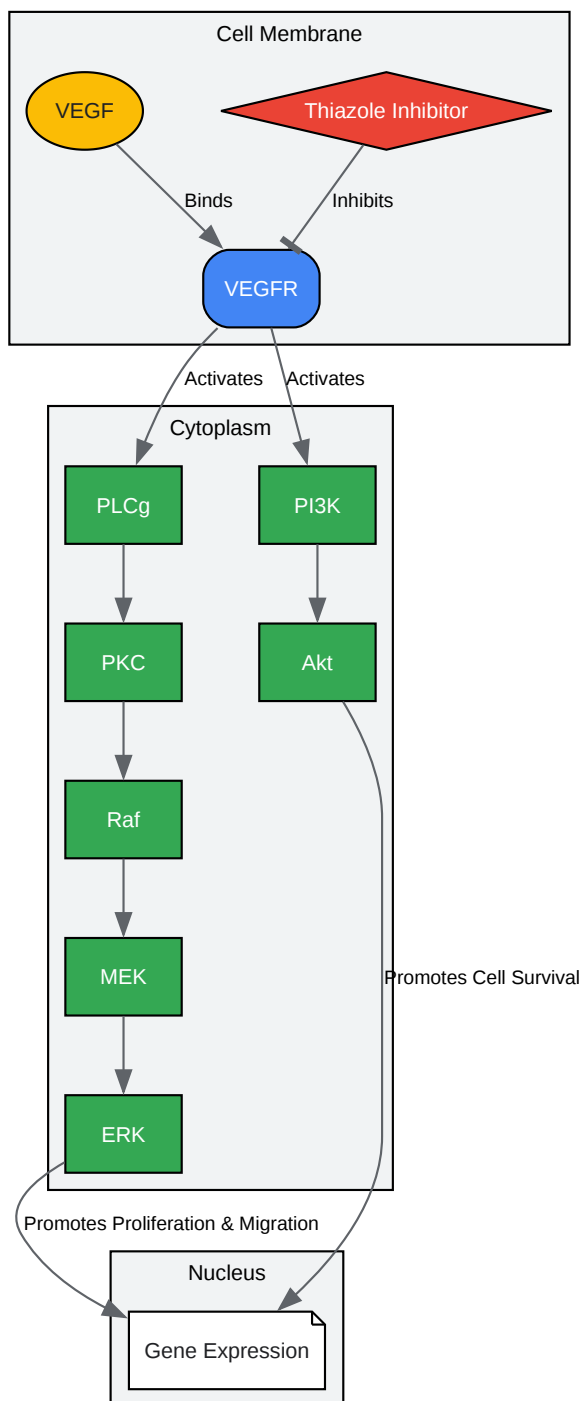 Cell Membrane
VEGF
Thiazole Inhibitor
Binds
Inhibits
VEGFR
Activates
Activates
Cytoplasm
PLCg
PI3K
PKC
Akt
Raf
MEK
Promotes Cell Survival
ERK
Promotes Proliferation & Migration
Nucleus
Gene Expression